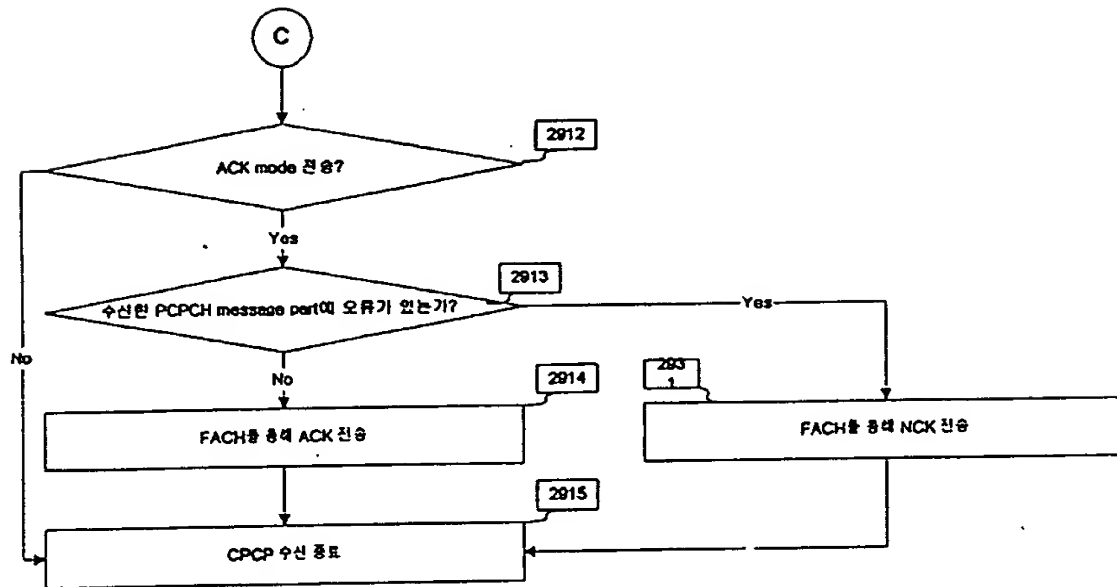 C
2912
ACK mode 전송?
Yes
2913
수신한 PCPCH message part에 오류가 있는가?
Yes
No
No
2914
293
1
FACH를 통해 ACK 전송
FACH를 통해 NCK 전송
2915
CPCP 수신 종료